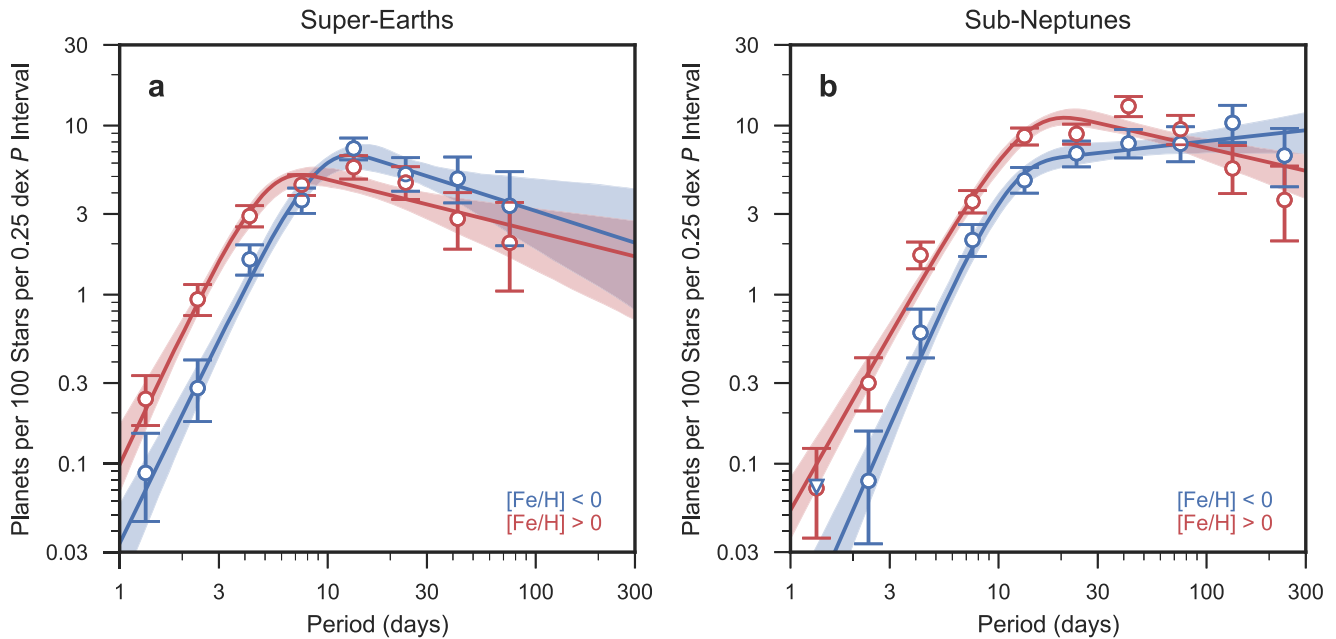 Super-Earths
Planets per 100 Stars per 0.25 dex P Interval
30
10
3
1
0.3
0.1
0.03
a
[Fe/H] < 0
[Fe/H] > 0
1 3 10 30 100 300
Period (days)
Sub-Neptunes
Planets per 100 Stars per 0.25 dex P Interval
30
10
3
1
0.3
0.1
0.03
b
[Fe/H] < 0
[Fe/H] > 0
1 3 10 30 100 300
Period (days)